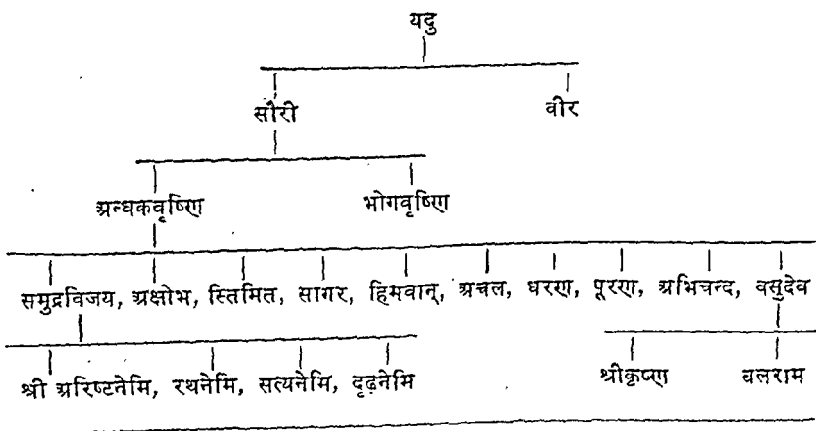 यदु
सौरी वीर
अन्धकवृष्णि भोगवृष्णि
समुद्रविजय, अक्षोभ, स्तिमित, सागर, हिमवान्, अचल, धरण, पूरण, अभिचन्द, वसुदेव
श्री अरिष्टनेमि, रथनेमि, सत्यनेमि, दृढ़नेमि श्रीकृष्ण बलराम